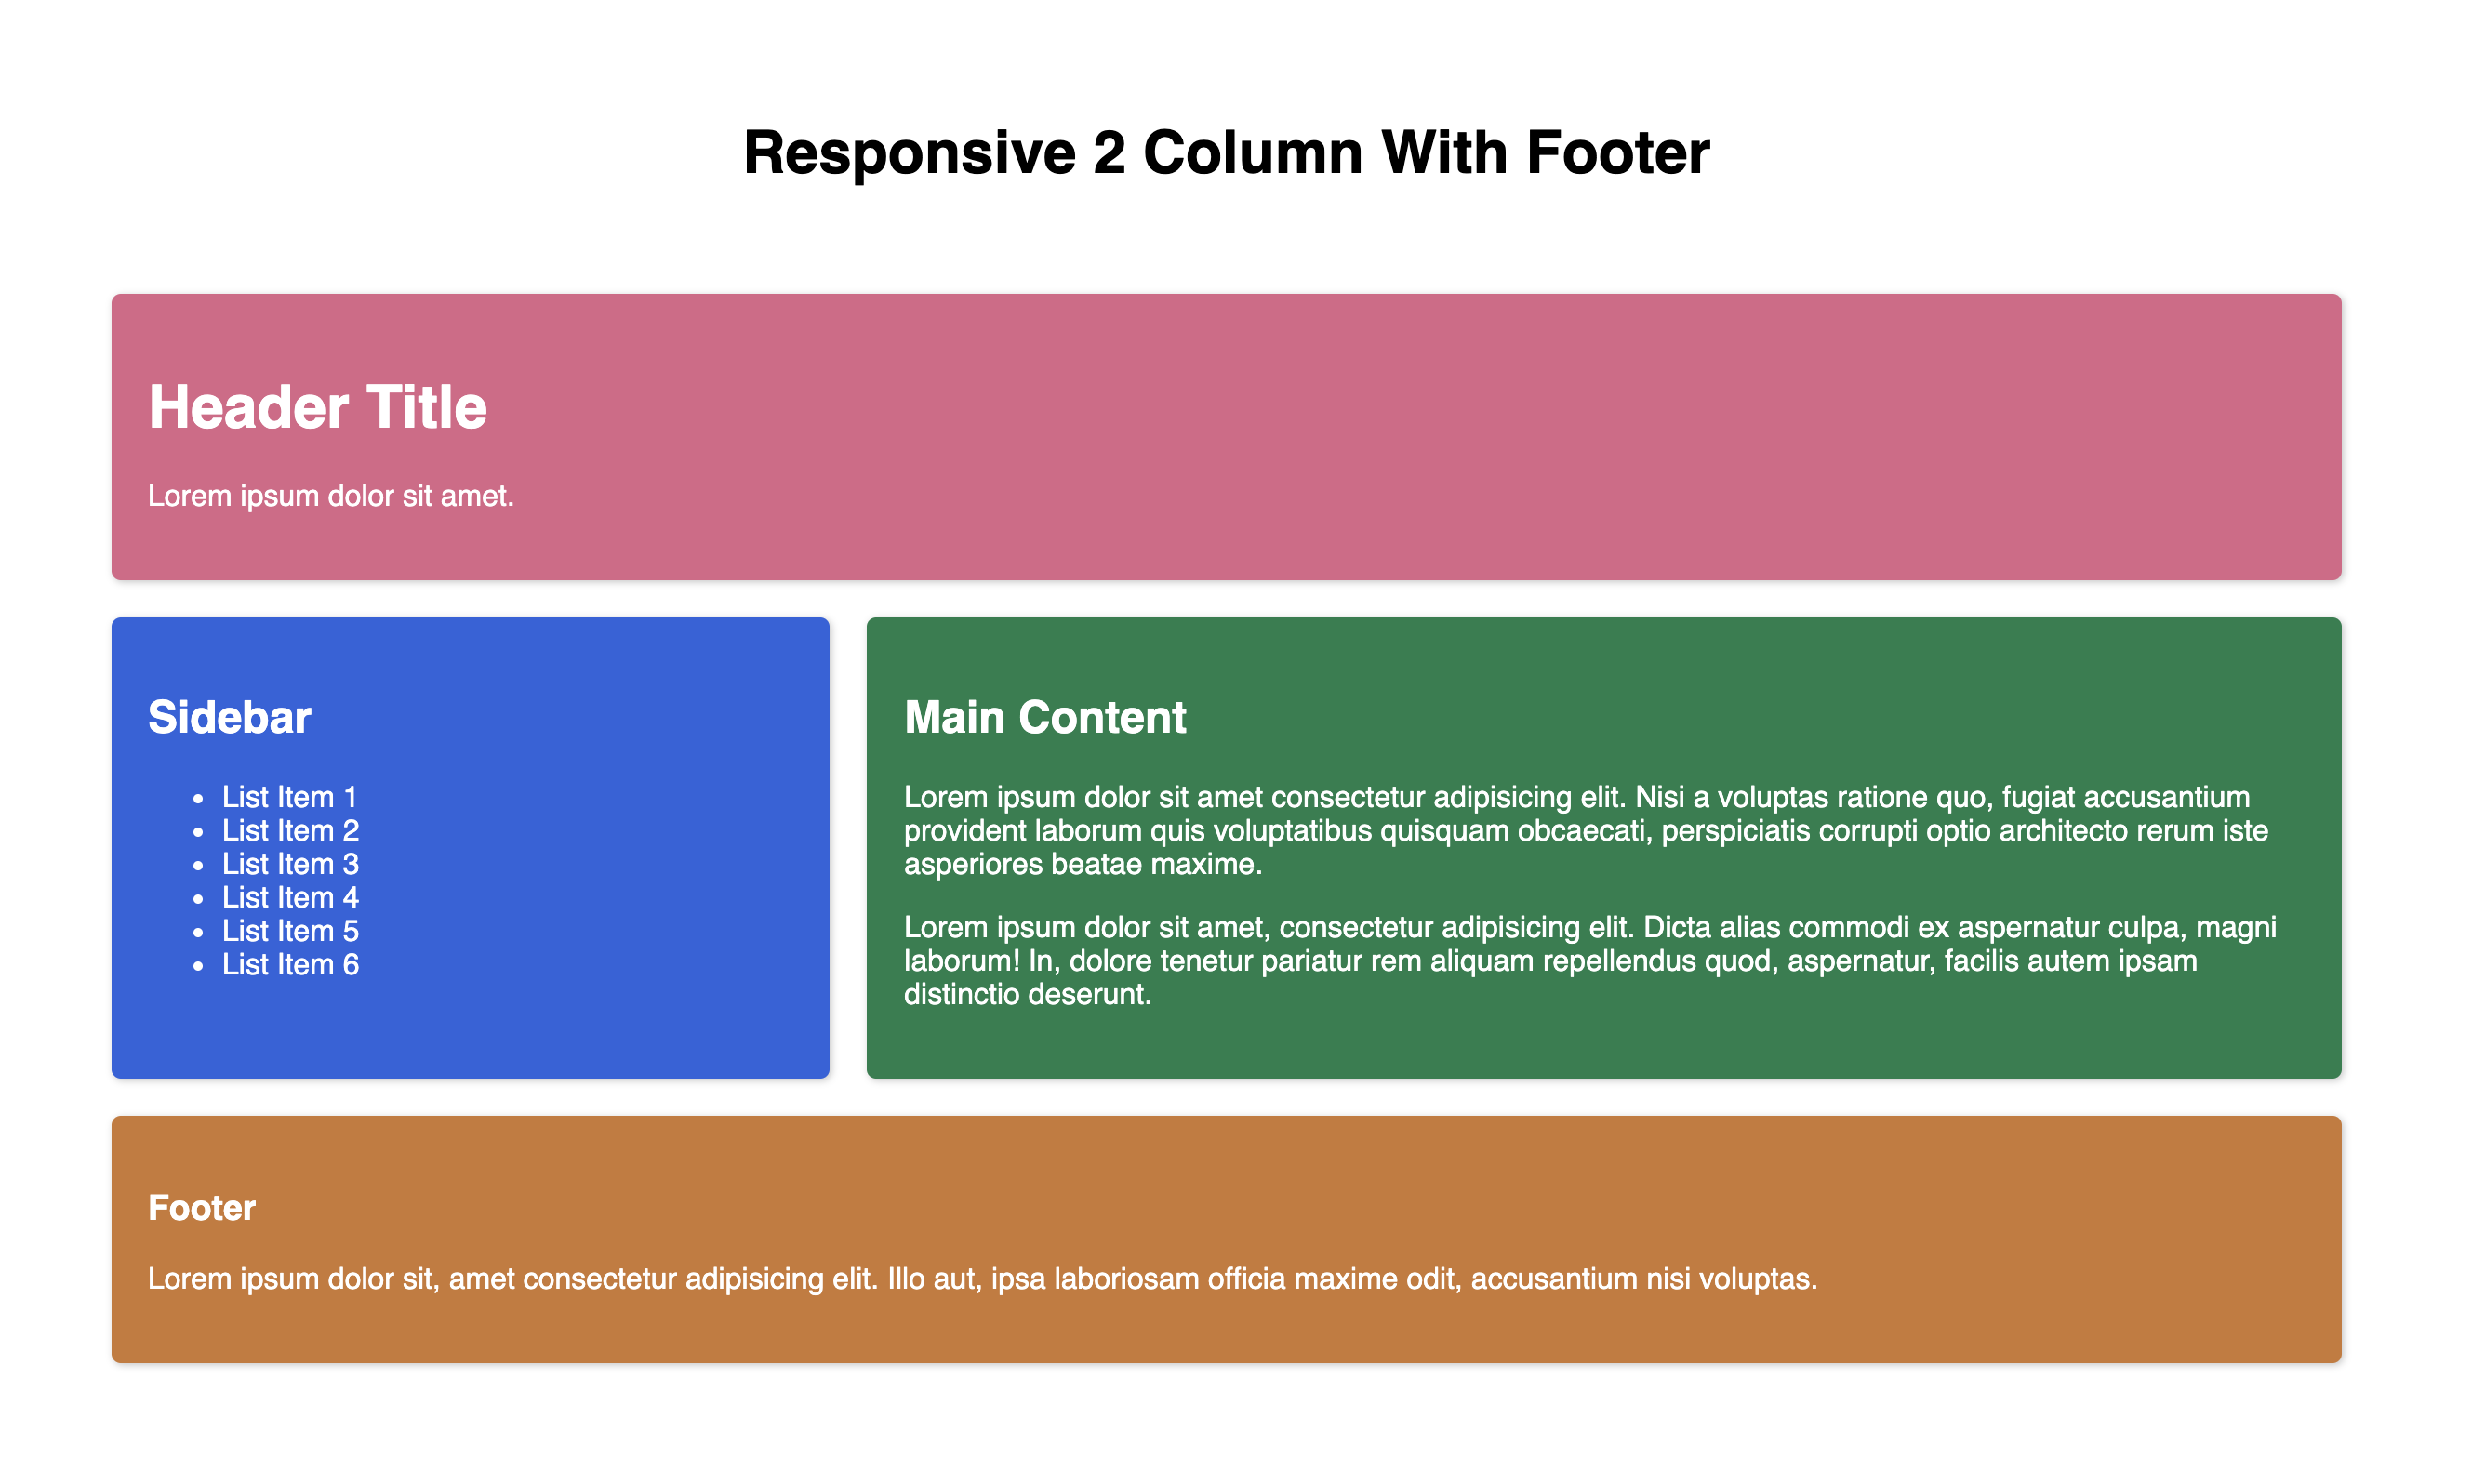 Responsive 2 Column With Footer
Header Title
Lorem ipsum dolor sit amet.
Sidebar
• List Item 1
• List Item 2
• List Item 3
• List Item 4
• List Item 5
• List Item 6
Main Content
Lorem ipsum dolor sit amet consectetur adipisicing elit. Nisi a voluptas ratione quo, fugiat accusantium
provident laborum quis voluptatibus quisquam obcaecati, perspiciatis corrupti optio architecto rerum iste
asperiores beatae maxime.
Lorem ipsum dolor sit amet, consectetur adipisicing elit. Dicta alias commodi ex aspernatur culpa, magni
laborum! In, dolore tenetur pariatur rem aliquam repellendus quod, aspernatur, facilis autem ipsam
distinctio deserunt.
Footer
Lorem ipsum dolor sit, amet consectetur adipisicing elit. Illo aut, ipsa laboriosam officia maxime odit, accusantium nisi voluptas.